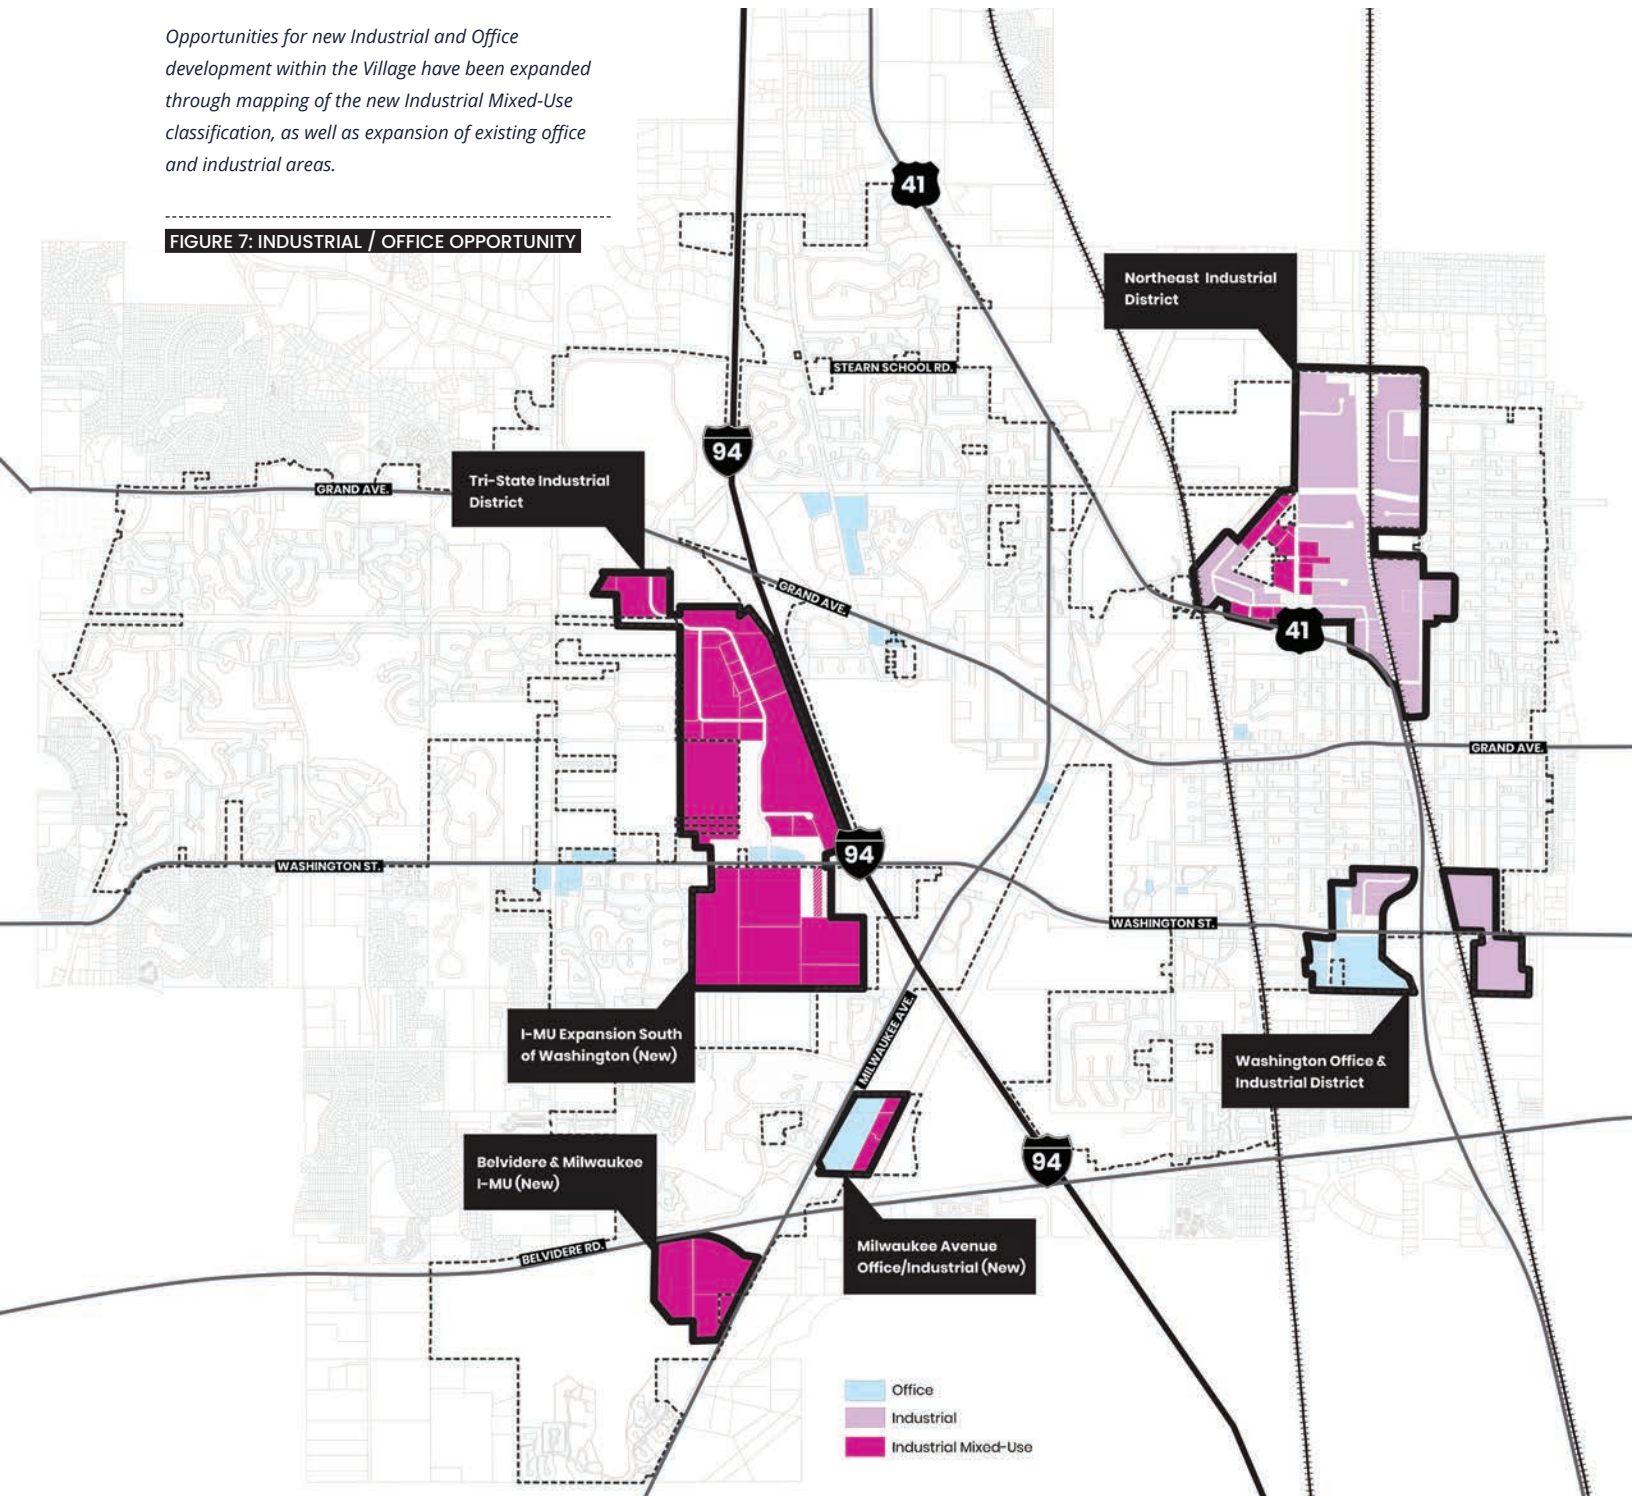 Opportunities for new Industrial and Office
development within the Village have been expanded
through mapping of the new Industrial Mixed-Use
classification, as well as expansion of existing office
and industrial areas.
FIGURE 7: INDUSTRIAL / OFFICE OPPORTUNITY
41
Northeast Industrial
District
STEARN SCHOOL RD.
94
Tri-State Industrial
District
GRAND AVE.
GRAND AVE.
41
GRAND AVE.
94
WASHINGTON ST.
WASHINGTON ST.
I-MU Expansion South
of Washington (New)
MILWAUKEE AVE.
Washington Office &
Industrial District
Belvidere & Milwaukee
I-MU (New)
94
BELVIDERE RD.
Milwaukee Avenue
Office/Industrial (New)
Office
Industrial
Industrial Mixed-Use